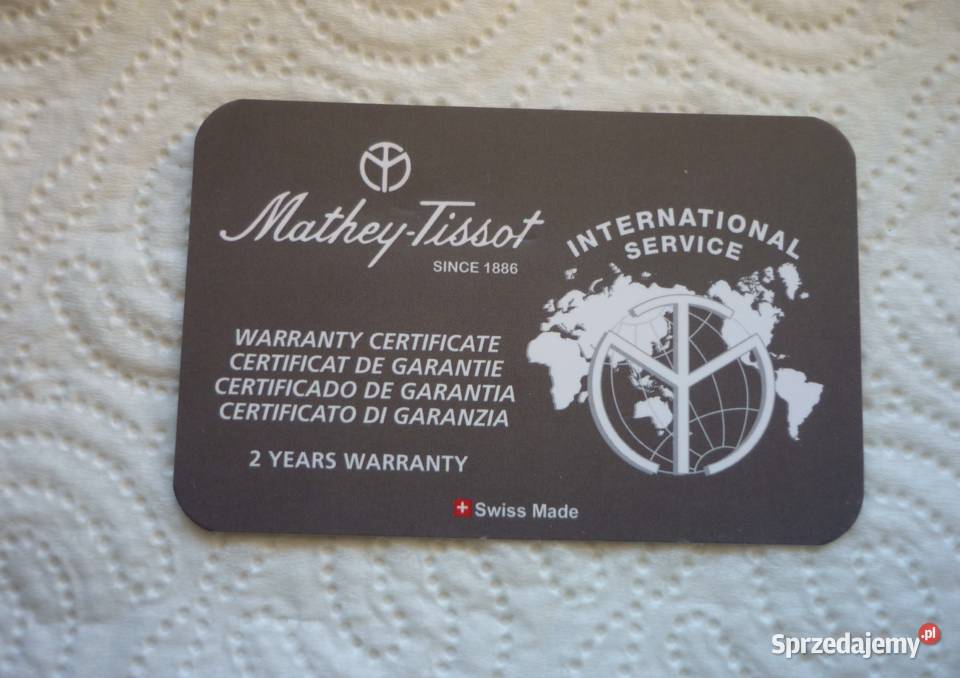 Mathey-Tissot
SINCE 1886
INTERNATIONAL
SERVICE
WARRANTY CERTIFICATE
CERTIFICAT DE GARANTIE
CERTIFICADO DE GARANTIA
CERTIFICATO DI GARANZIA
2 YEARS WARRANTY
Swiss Made
Sprzedajemy.pl